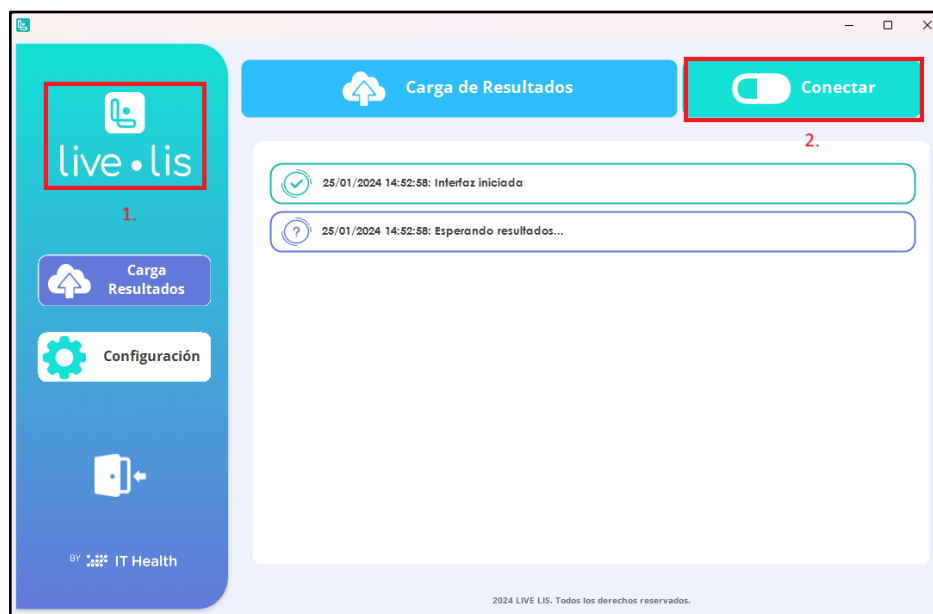 live•lis
1.
Carga
Resultados
Configuración
BY IT Health
Carga de Resultados
Conectar
2.
25/01/2024 14:52:58: Interfaz iniciada
25/01/2024 14:52:58: Esperando resultados...
2024 LIVE LIS. Todos los derechos reservados.